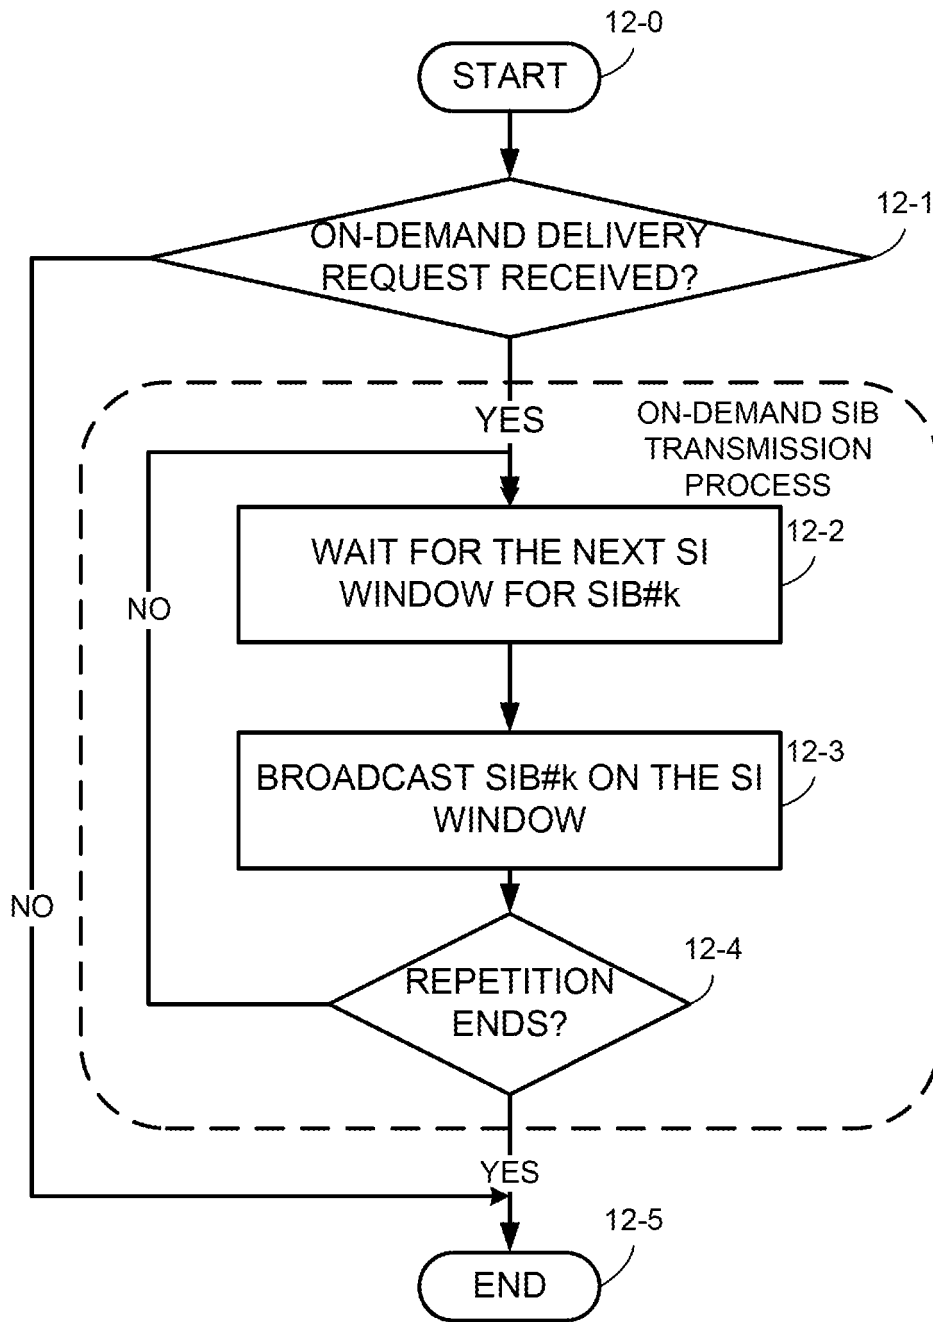 12-0
START
12-1
ON-DEMAND DELIVERY
REQUEST RECEIVED?
YES
ON-DEMAND SIB
TRANSMISSION
PROCESS
12-2
WAIT FOR THE NEXT SI
WINDOW FOR SIB#k
NO
12-3
BROADCAST SIB#k ON THE SI
WINDOW
NO
12-4
REPETITION
ENDS?
YES
12-5
END